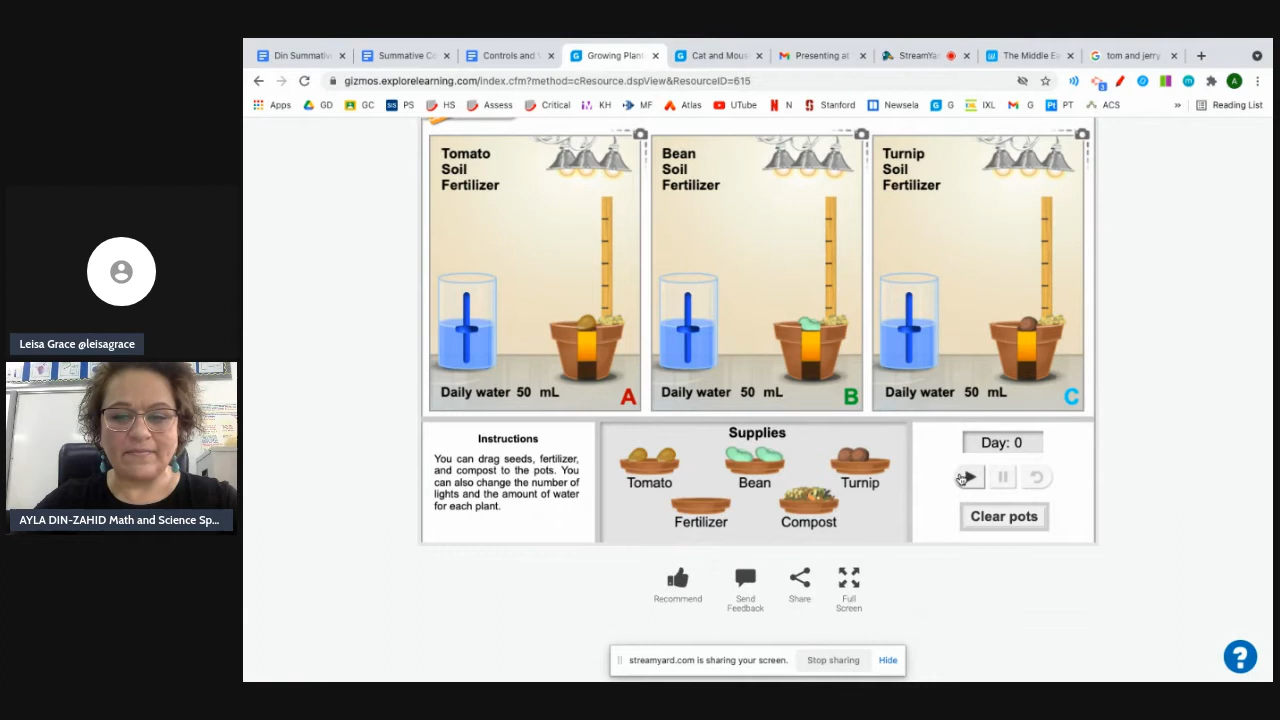 Din Summativ
Summative Co
Controls and V
Growing Plant
Cat and Mous
Presenting at
StreamYa
The Middle Ea
tom and jerry
gizmos.explorelearning.com/index.cfm?method=cResource.dspView&ResourceID=615
Apps GD GC PS HS Assess Critical KH MF Atlas UTube N Stanford Newsela G IXL G PT ACS » Reading List
Tomato
Soil
Fertilizer
Daily water 50 mL A
Bean
Soil
Fertilizer
Daily water 50 mL B
Turnip
Soil
Fertilizer
Daily water 50 mL C
Instructions
You can drag seeds, fertilizer,
and compost to the pots. You
can also change the number of
lights and the amount of water
for each plant.
Supplies
Tomato Bean Turnip
Fertilizer Compost
Day: 0
Clear pots
Recommend
Send
Feedback
Share
Full
Screen
streamyard.com is sharing your screen. Stop sharing Hide
?
Leisa Grace @leisagrace
AYLA DIN-ZAHID Math and Science Sp...